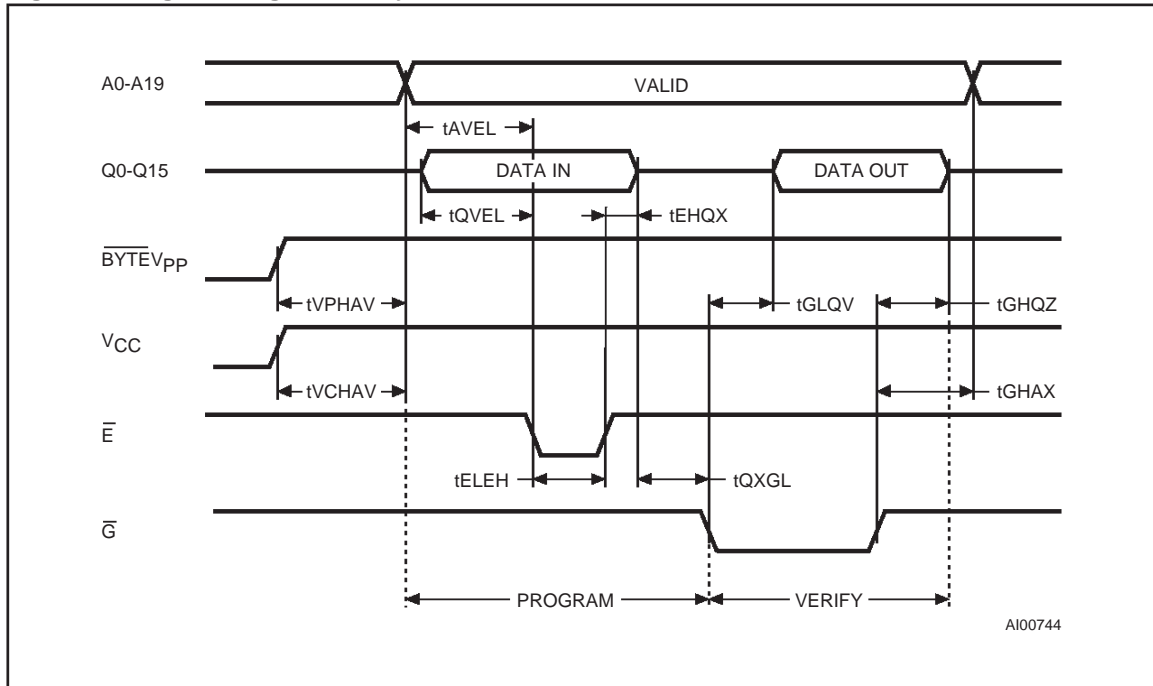 A0-A19
VALID
tAVEL
Q0-Q15
DATA IN
DATA OUT
tQVEL
tEHQX
BYTEVPP
tVPHAV
tGLQV
tGHQZ
VCC
tVCHAV
tGHAX
E
tELEH
tQXGL
G
PROGRAM
VERIFY
AI00744